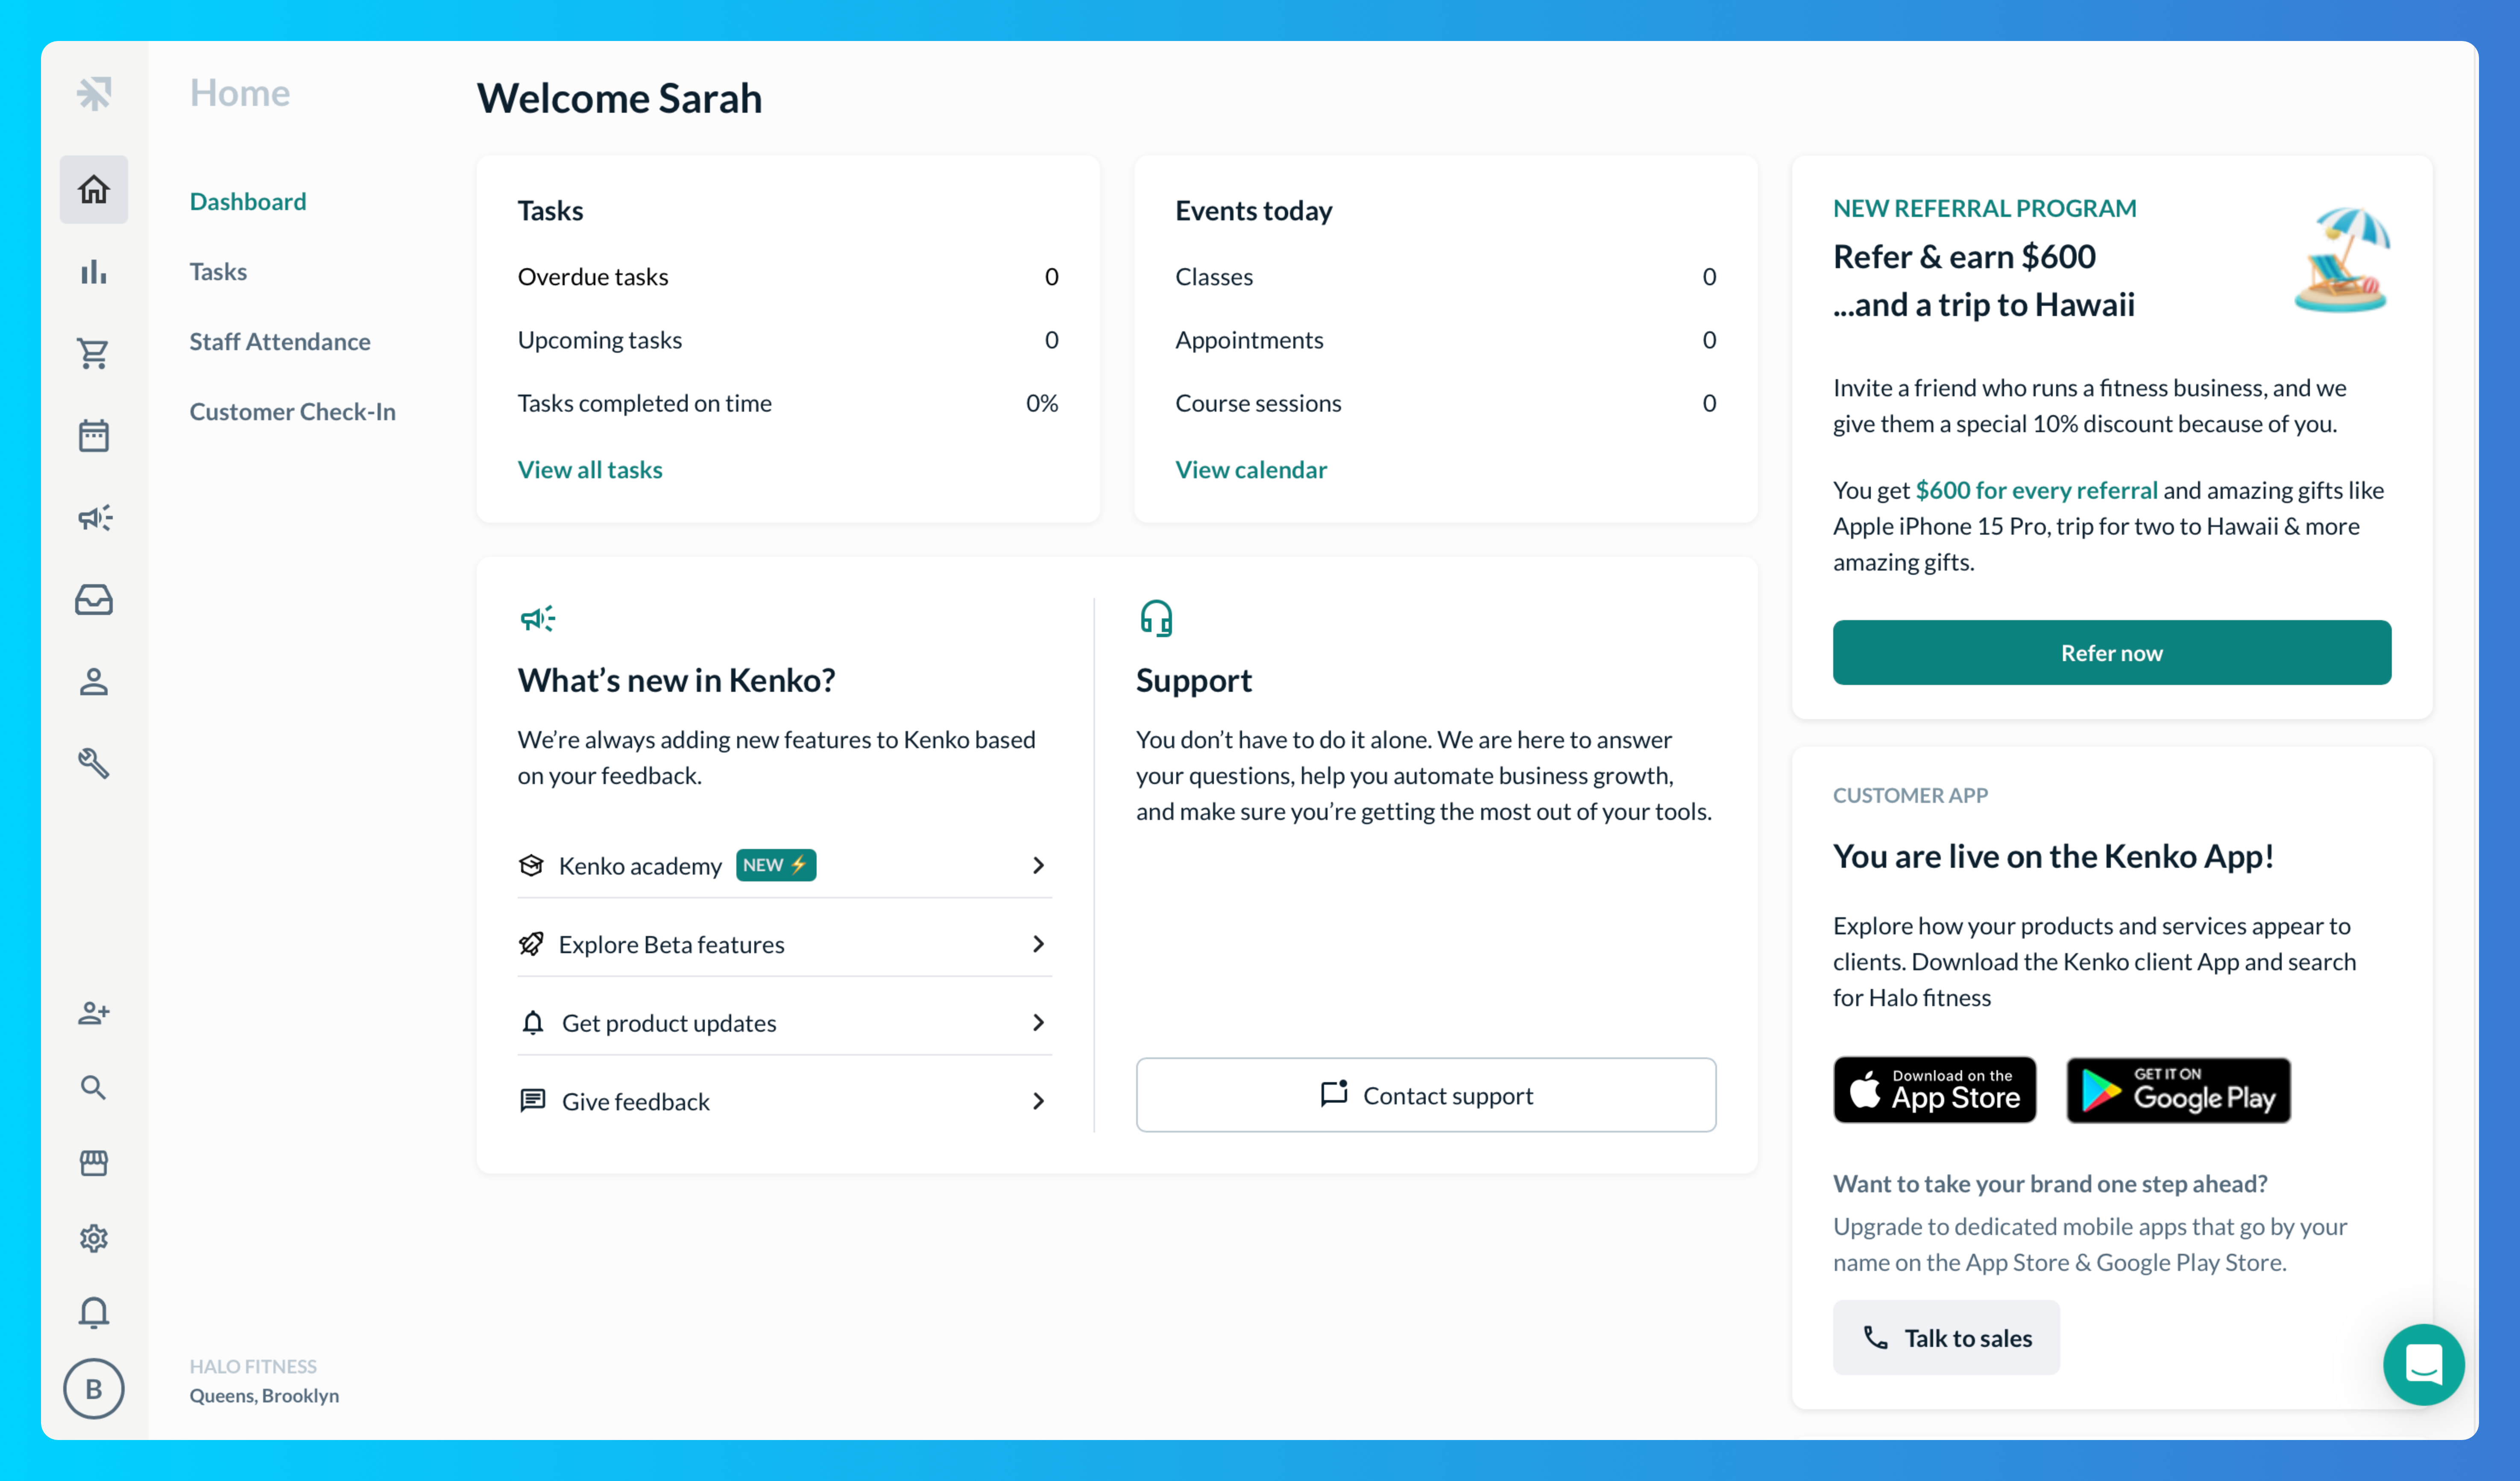 Home
Dashboard
Tasks
Staff Attendance
Customer Check-In
HALO FITNESS
Queens, Brooklyn
B
Welcome Sarah
Tasks
Overdue tasks 0
Upcoming tasks 0
Tasks completed on time 0%
View all tasks
Events today
Classes 0
Appointments 0
Course sessions 0
View calendar
What’s new in Kenko?
We’re always adding new features to Kenko based
on your feedback.
Kenko academy NEW ⚡
Explore Beta features
Get product updates
Give feedback
Support
You don’t have to do it alone. We are here to answer
your questions, help you automate business growth,
and make sure you’re getting the most out of your tools.
Contact support
NEW REFERRAL PROGRAM
Refer & earn $600
...and a trip to Hawaii
Invite a friend who runs a fitness business, and we
give them a special 10% discount because of you.
You get $600 for every referral and amazing gifts like
Apple iPhone 15 Pro, trip for two to Hawaii & more
amazing gifts.
Refer now
CUSTOMER APP
You are live on the Kenko App!
Explore how your products and services appear to
clients. Download the Kenko client App and search
for Halo fitness
Download on the
App Store
GET IT ON
Google Play
Want to take your brand one step ahead?
Upgrade to dedicated mobile apps that go by your
name on the App Store & Google Play Store.
Talk to sales